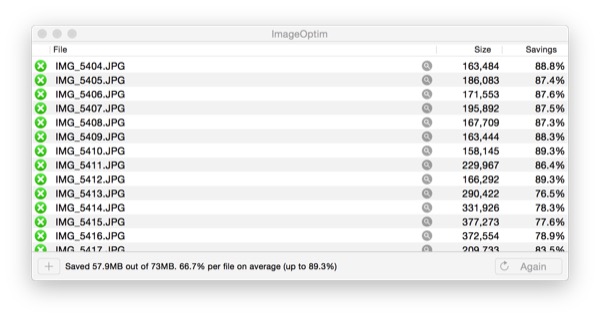 ImageOptim
File Size Savings
IMG_5404.JPG 163,484 88.8%
IMG_5405.JPG 186,083 87.4%
IMG_5406.JPG 171,553 87.6%
IMG_5407.JPG 195,892 87.5%
IMG_5408.JPG 167,709 87.3%
IMG_5409.JPG 163,444 88.3%
IMG_5410.JPG 158,145 89.3%
IMG_5411.JPG 229,967 86.4%
IMG_5412.JPG 166,292 89.3%
IMG_5413.JPG 290,422 76.5%
IMG_5414.JPG 331,926 78.3%
IMG_5415.JPG 377,273 77.6%
IMG_5416.JPG 372,554 78.9%
IMG_5417.JPG 209,733 83.5%
Saved 57.9MB out of 73MB. 66.7% per file on average (up to 89.3%)
Again